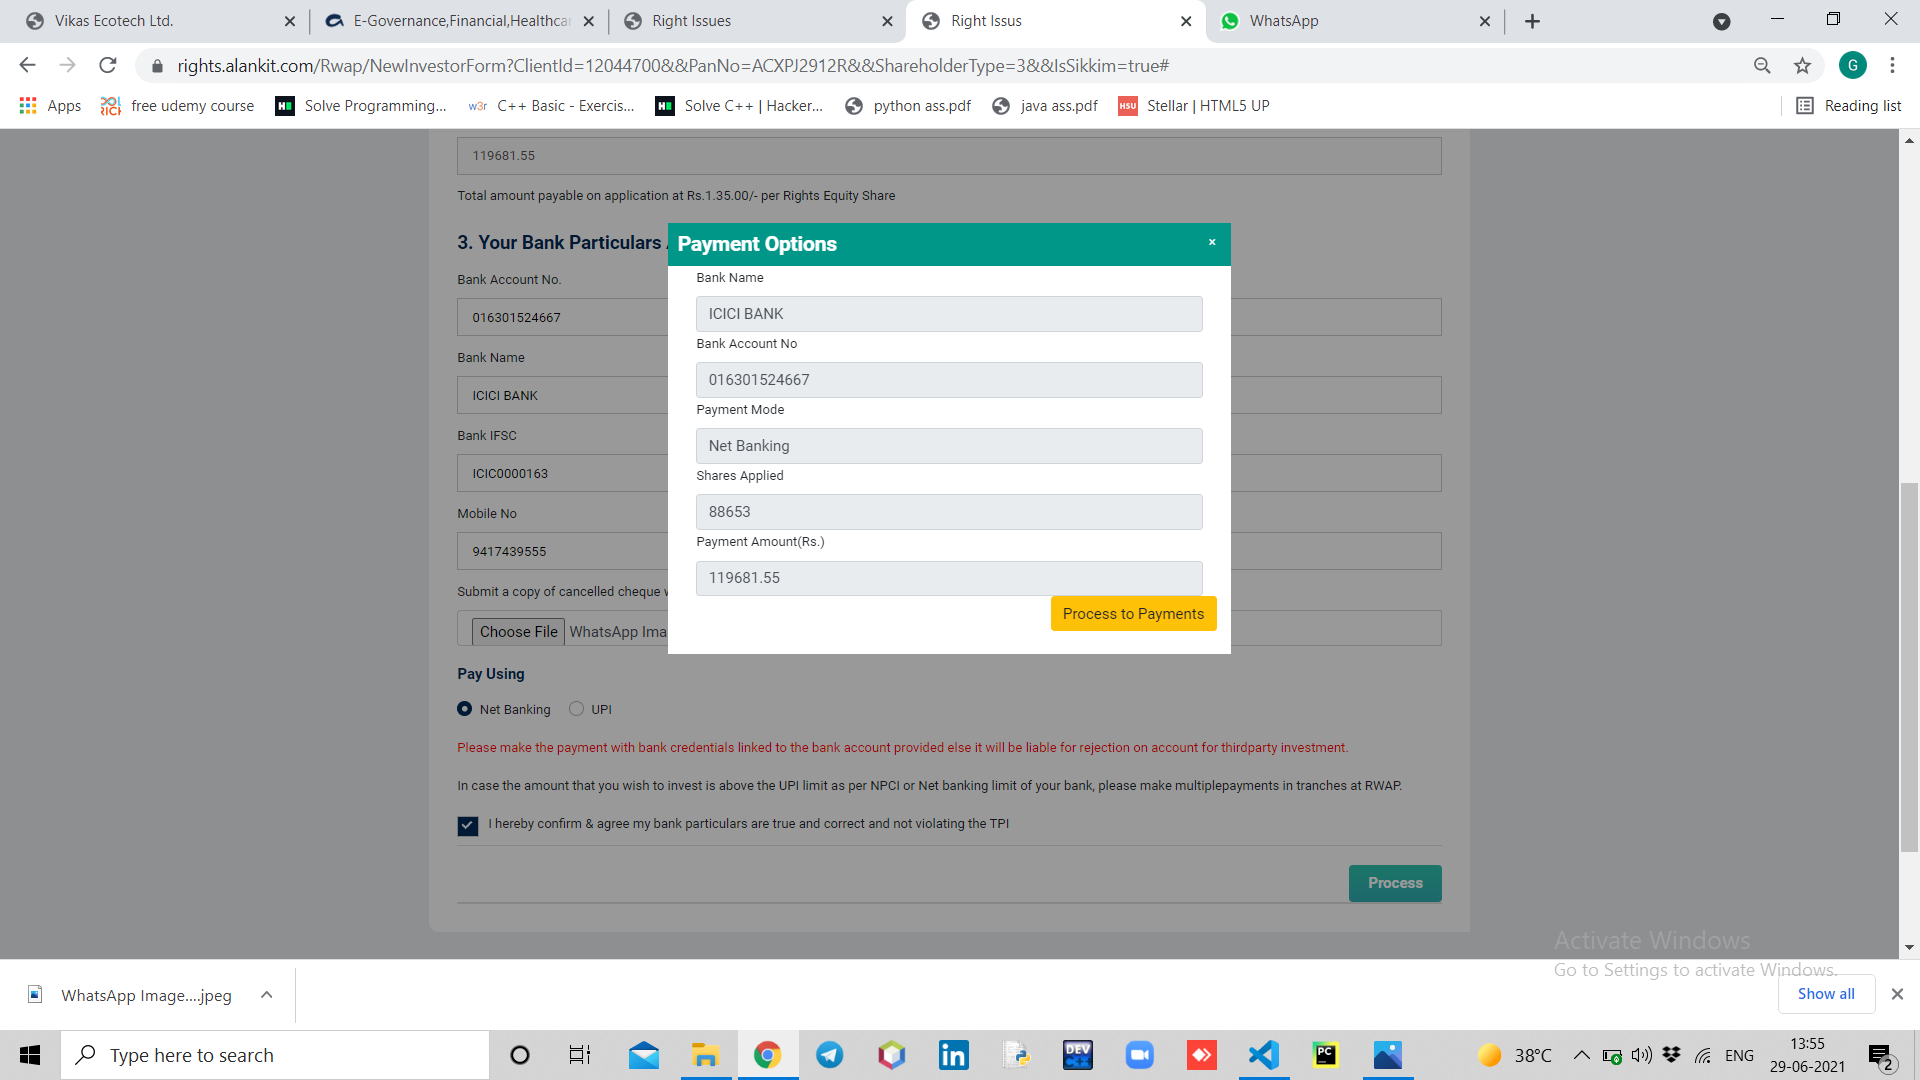 Vikas Ecotech Ltd.
E-Governance,Financial,Healthcar
Right Issues
Right Issus
WhatsApp
rights.alankit.com/Rwap/NewInvestorForm?ClientId=12044700&&PanNo=ACXPJ2912R&&ShareholderType=3&&IsSikkim=true#
G
Apps
free udemy course
Solve Programming...
C++ Basic - Exercis...
Solve C++ | Hacker...
python ass.pdf
java ass.pdf
Stellar | HTML5 UP
Reading list
119681.55
Total amount payable on application at Rs.1.35.00/- per Rights Equity Share
3. Your Bank Particulars
Bank Account No.
016301524667
Bank Name
ICICI BANK
Bank IFSC
ICIC0000163
Mobile No
9417439555
Submit a copy of cancelled cheque
Choose File WhatsApp Ima
Payment Options
×
Bank Name
ICICI BANK
Bank Account No
016301524667
Payment Mode
Net Banking
Shares Applied
88653
Payment Amount(Rs.)
119681.55
Process to Payments
Pay Using
Net Banking
UPI
Please make the payment with bank credentials linked to the bank account provided else it will be liable for rejection on account for thirdparty investment.
In case the amount that you wish to invest is above the UPI limit as per NPCI or Net banking limit of your bank, please make multiplepayments in tranches at RWAP.
I hereby confirm & agree my bank particulars are true and correct and not violating the TPI
Process
Activate Windows
Go to Settings to activate Windows.
WhatsApp Image....jpeg
Show all
Type here to search
38°C
ENG
13:55
29-06-2021
2